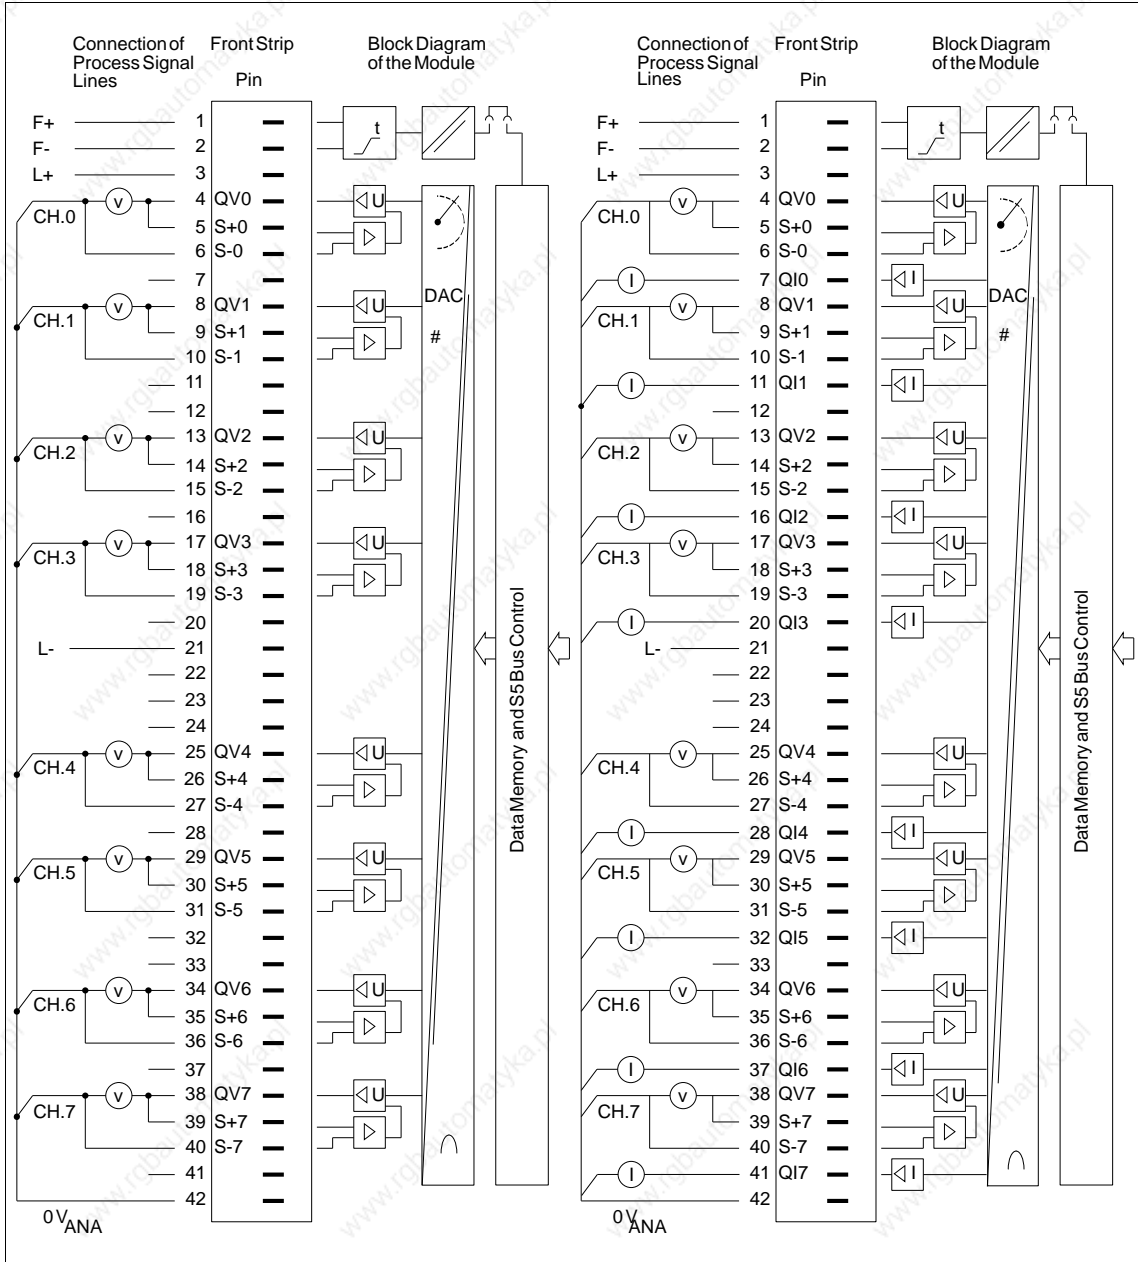 Connection of Process Signal Lines
Front Strip
Pin
Block Diagram of the Module
F+ 1
F- 2
L+ 3
t
CH.0 v 4 QV0 U
5 S+0
6 S-0
7
CH.1 v 8 QV1 U
9 S+1
10 S-1
11
12
CH.2 v 13 QV2 U
14 S+2
15 S-2
16
CH.3 v 17 QV3 U
18 S+3
19 S-3
20
L- 21
22
23
24
CH.4 v 25 QV4 U
26 S+4
27 S-4
28
CH.5 v 29 QV5 U
30 S+5
31 S-5
32
33
CH.6 v 34 QV6 U
35 S+6
36 S-6
37
CH.7 v 38 QV7 U
39 S+7
40 S-7
41
42
0 V ANA
DAC
#
Data Memory and S5 Bus Control
Connection of Process Signal Lines
Front Strip
Pin
Block Diagram of the Module
F+ 1
F- 2
L+ 3
t
CH.0 v 4 QV0 U
5 S+0
6 S-0
I 7 QI0 I
CH.1 v 8 QV1 U
9 S+1
10 S-1
I 11 QI1 I
12
CH.2 v 13 QV2 U
14 S+2
15 S-2
I 16 QI2 I
CH.3 v 17 QV3 U
18 S+3
19 S-3
I 20 QI3 I
L- 21
22
23
24
CH.4 v 25 QV4 U
26 S+4
27 S-4
I 28 QI4 I
CH.5 v 29 QV5 U
30 S+5
31 S-5
I 32 QI5 I
33
CH.6 v 34 QV6 U
35 S+6
36 S-6
I 37 QI6 I
CH.7 v 38 QV7 U
39 S+7
40 S-7
I 41 QI7 I
42
0 V ANA
DAC
#
Data Memory and S5 Bus Control
www.rgbautomatyka.pl